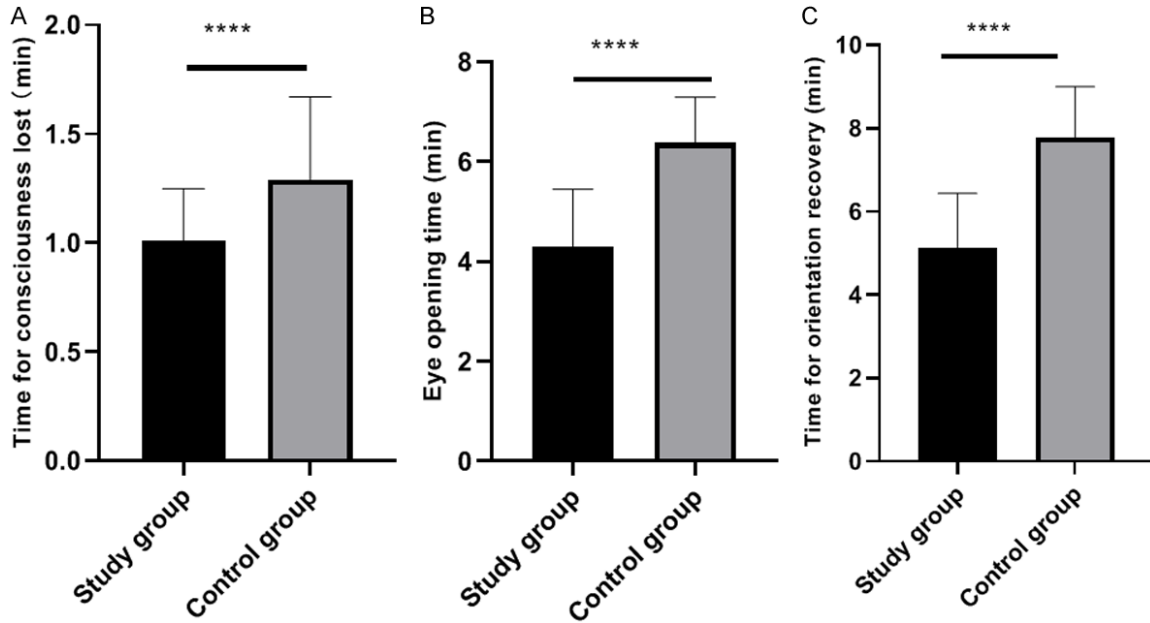 A
Time for consciousness lost (min)
2.0
1.5
1.0
0.5
0.0
****
Study group
Control group
B
Eye opening time (min)
8
6
4
2
0
****
Study group
Control group
C
Time for orientation recovery (min)
10
8
6
4
2
0
****
Study group
Control group